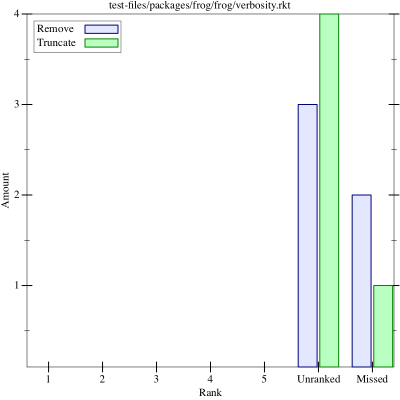 test-files/packages/frog/frog/verbosity.rkt
Remove
Truncate
4
3
2
1
Amount
1 2 3 4 5 Unranked Missed
Rank